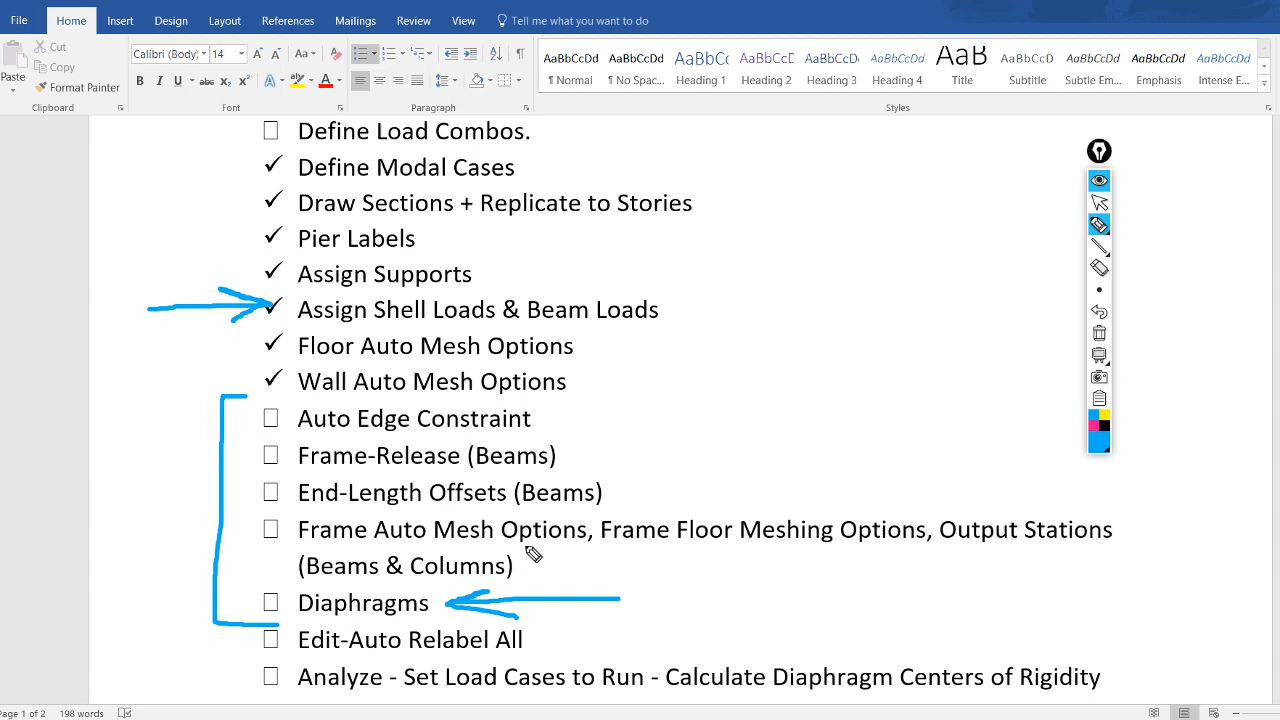 File Home Insert Design Layout References Mailings Review View Tell me what you want to do
Cut
Copy
Paste
Format Painter
Calibri (Body) 14
AaBbCcDd AaBbCcDd AaBbC AaBbCcD AaBbCcD AaBbCcDd AaB AaBbCcD AaBbCcDd AaBbCcDd AaBbCcDd
¶ Normal ¶ No Spac... Heading 1 Heading 2 Heading 3 Heading 4 Title Subtitle Subtle Em... Emphasis Intense E...
Clipboard Font Paragraph Styles
Define Load Combos.
Define Modal Cases
Draw Sections + Replicate to Stories
Pier Labels
Assign Supports
Assign Shell Loads & Beam Loads
Floor Auto Mesh Options
Wall Auto Mesh Options
Auto Edge Constraint
Frame-Release (Beams)
End-Length Offsets (Beams)
Frame Auto Mesh Options, Frame Floor Meshing Options, Output Stations
(Beams & Columns)
Diaphragms
Edit-Auto Relabel All
Analyze - Set Load Cases to Run - Calculate Diaphragm Centers of Rigidity
Page 1 of 2 198 words